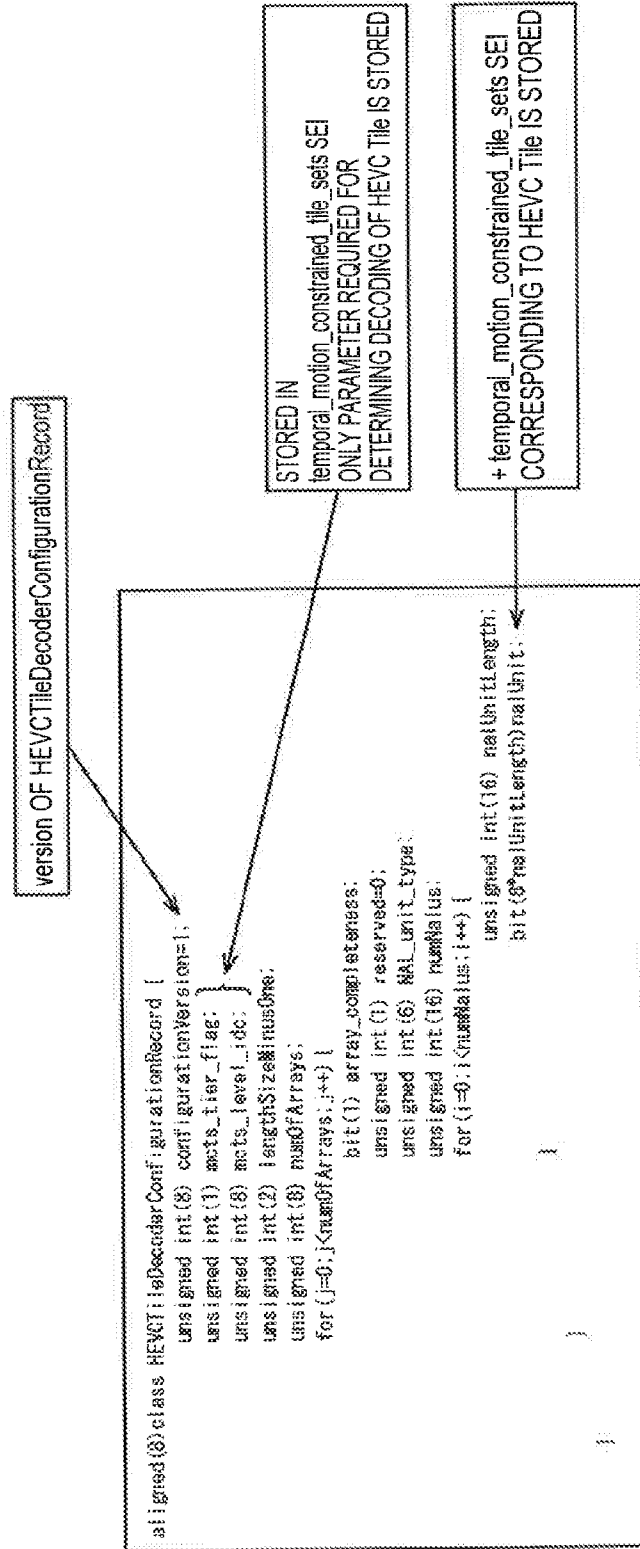 version OF HEVCTileDecoderConfigurationRecord
aligned(8)class HEVCTileDecoderConfigurationRecord {
unsigned int(8) configurationVersion=1;
unsigned int(1) mcts_tier_flag;
unsigned int(8) mcts_level_idc;
unsigned int(2) lengthSizeMinusOne;
unsigned int(8) numOfArrays;
for(j=0;j<numOfArrays;j++) {
bit(1) array_completeness;
unsigned int(1) reserved=0;
unsigned int(6) NAL_unit_type;
unsigned int(16) numNalus;
for(i=0;i<numNalus;i++) {
unsigned int(16) nalUnitLength;
bit(8*nalUnitLength)nalUnit;
}
}
}
STORED IN
temporal_motion_constrained_tile_sets SEI
ONLY PARAMETER REQUIRED FOR
DETERMINING DECODING OF HEVC Tile IS STORED
+ temporal_motion_constrained_tile_sets SEI
CORRESPONDING TO HEVC Tile IS STORED